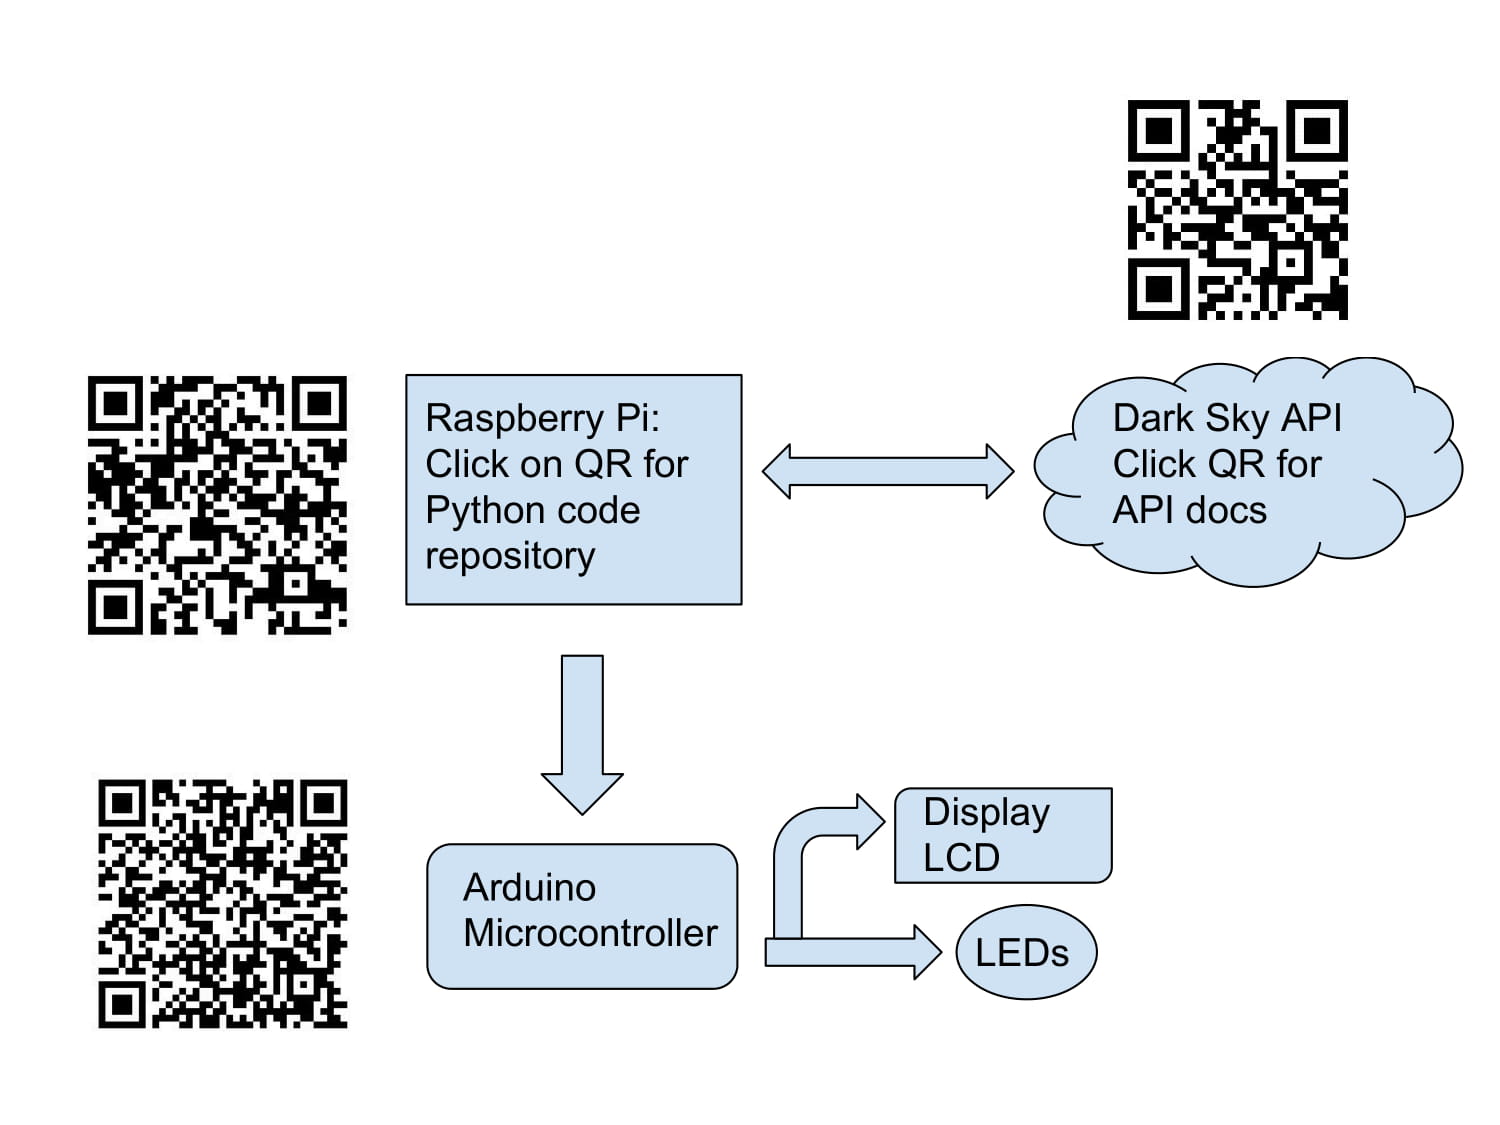 Raspberry Pi:
Click on QR for
Python code
repository
Dark Sky API
Click QR for
API docs
Arduino
Microcontroller
Display
LCD
LEDs